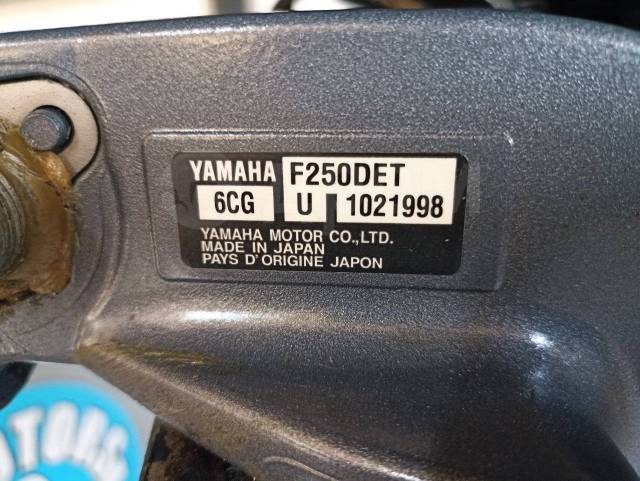 YAMAHA F250DET
6CG U 1021998
YAMAHA MOTOR CO.,LTD.
MADE IN JAPAN
PAYS D'ORIGINE JAPON